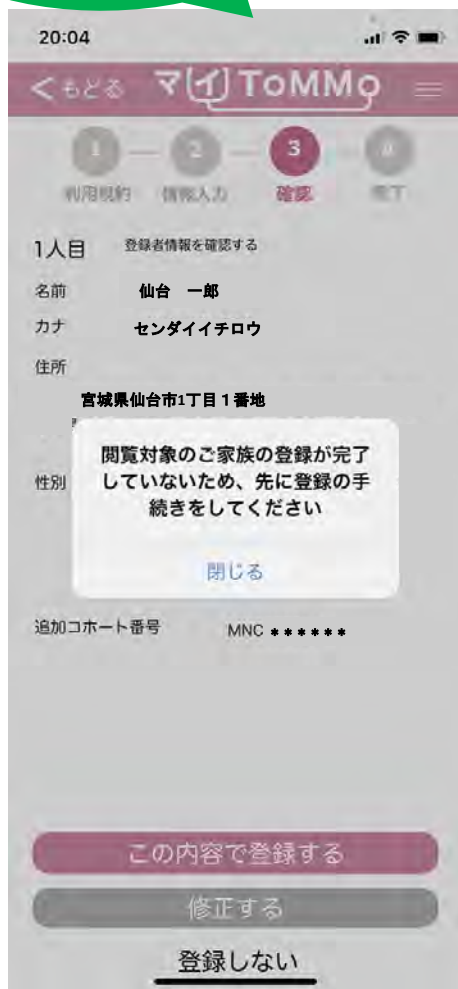 20:04
<もどる マイToMMo
1 2 3 4
利用規約 情報入力 確認 完了
1人目 登録者情報を確認する
名前 仙台 一郎
カナ センダイイチロウ
住所
宮城県仙台市1丁目1番地
閲覧対象のご家族の登録が完了
していないため、先に登録の手
続きをしてください
性別
閉じる
追加コホート番号 MNC******
この内容で登録する
修正する
登録しない